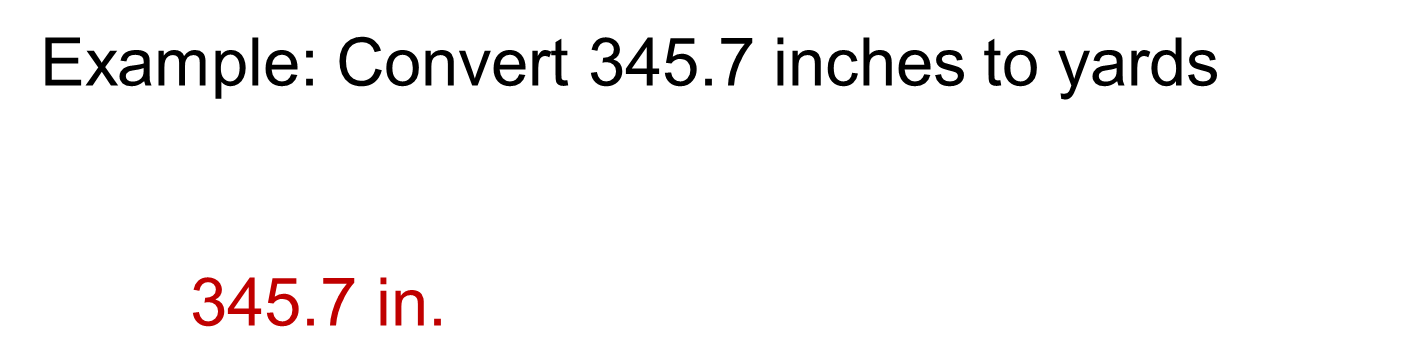 Example: Convert 345.7 inches to yards
345.7 in.